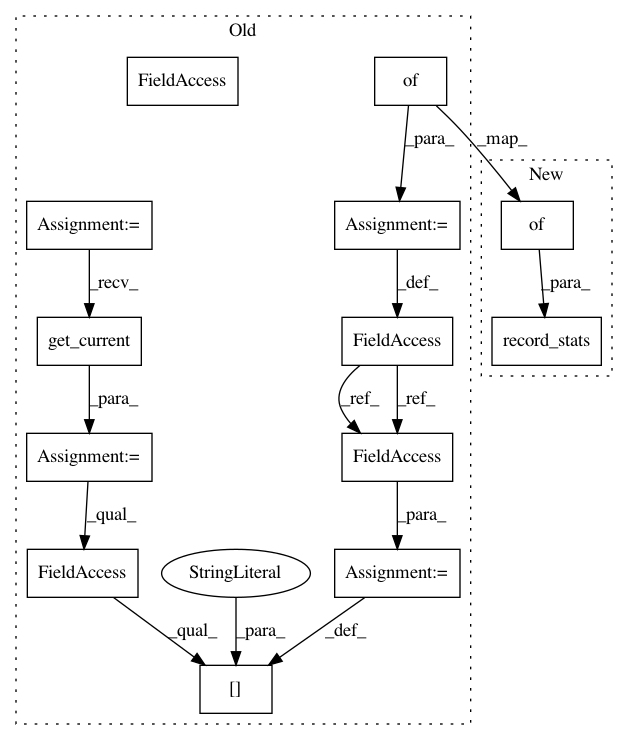 Old
FieldAccess
of
_para_
_map_
New
Assignment:=
Assignment:=
of
_recv_
_def_
_para_
get_current
FieldAccess
record_stats
_para_
_ref_
_ref_
Assignment:=
FieldAccess
_qual_
_para_
FieldAccess
StringLiteral
Assignment:=
_qual_
_para_
_def_
[]